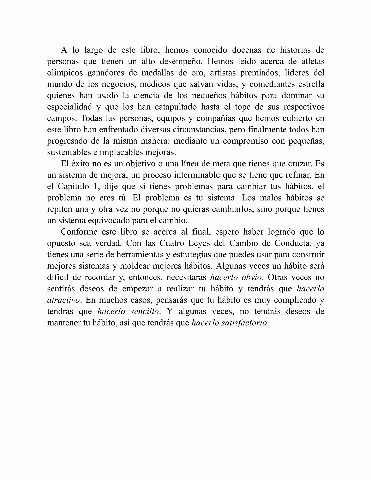 A lo largo de este libro, hemos conocido docenas de historias de
personas que tienen un alto desempeño. Hemos leído acerca de atletas
olímpicos ganadores de medallas de oro, artistas premiados, líderes del
mundo de los negocios, médicos que salvan vidas, y comediantes estrella
quienes han usado la ciencia de los pequeños hábitos para dominar su
especialidad y que los han catapultado hasta el tope de sus respectivos
campos. Todas las personas, equipos y compañías que hemos cubierto en
este libro han enfrentado diversas circunstancias, pero finalmente todos han
progresado de la misma manera: mediante un compromiso con pequeñas,
sustentables e implacables mejoras.
El éxito no es un objetivo o una línea de meta que tienes que cruzar. Es
un sistema de mejora, un proceso interminable que se tiene que refinar. En
el Capítulo 1, dije que si tienes problemas para cambiar tus hábitos, el
problema no eres tú. El problema es tu sistema. Los malos hábitos se
repiten una y otra vez no porque no quieras cambiarlos, sino porque tienes
un sistema equivocado para el cambio.
Conforme este libro se acerca al final, espero haber logrado que lo
opuesto sea verdad. Con las Cuatro Leyes del Cambio de Conducta, ya
tienes una serie de herramientas y estrategias que puedes usar para construir
mejores sistemas y moldear mejores hábitos. Algunas veces un hábito será
difícil de recordar y, entonces, necesitarás hacerlo obvio. Otras veces no
sentirás deseos de empezar a realizar tu hábito y tendrás que hacerlo
atractivo. En muchos casos, pensarás que tu hábito es muy complicado y
tendrás que hacerlo sencillo. Y algunas veces, no tendrás deseos de
mantener tu hábito, así que tendrás que hacerlo satisfactorio.